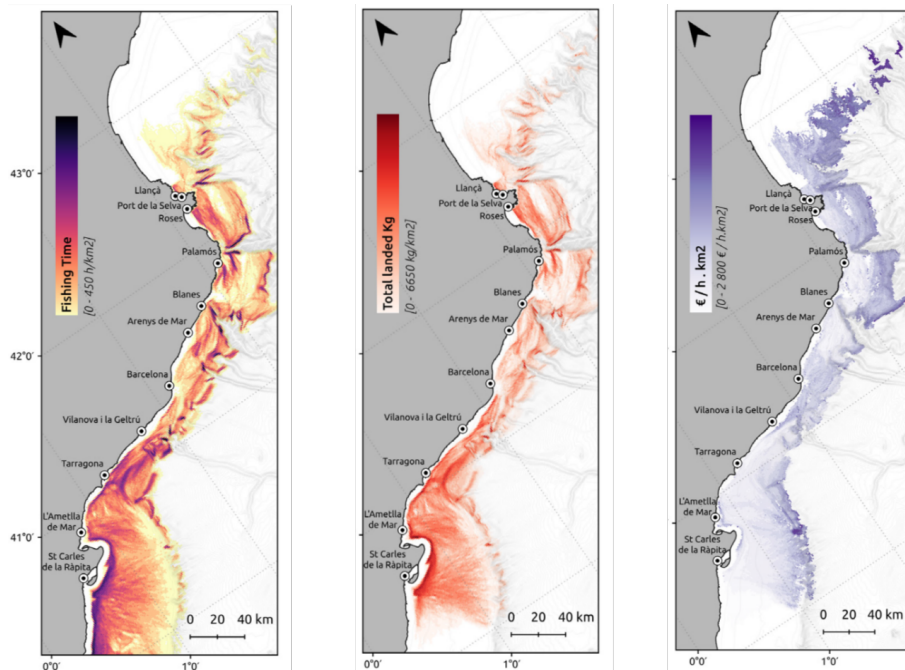 43°0'
42°0'
41°0'
0°0'
1°0'
Fishing Time
[0 - 450 h/km2]
Llançà
Port de la Selva
Roses
Palamós
Blanes
Arenys de Mar
Barcelona
Vilanova i la Geltrú
Tarragona
L'Ametlla
de Mar
St Carles
de la Ràpita
0 20 40 km
Total landed Kg
[0 - 6650 kg/km2]
Llançà
Port de la Selva
Roses
Palamós
Blanes
Arenys de Mar
Barcelona
Vilanova i la Geltrú
Tarragona
L'Ametlla
de Mar
St Carles
de la Ràpita
0 20 40 km
0°0'
1°0'
€ / h . km2
[0 - 2 800 € / h.km2]
Llançà
Port de la Selva
Roses
Palamós
Blanes
Arenys de Mar
Barcelona
Vilanova i la Geltrú
Tarragona
L'Ametlla
de Mar
St Carles
de la Ràpita
0 20 40 km
0°0'
1°0'